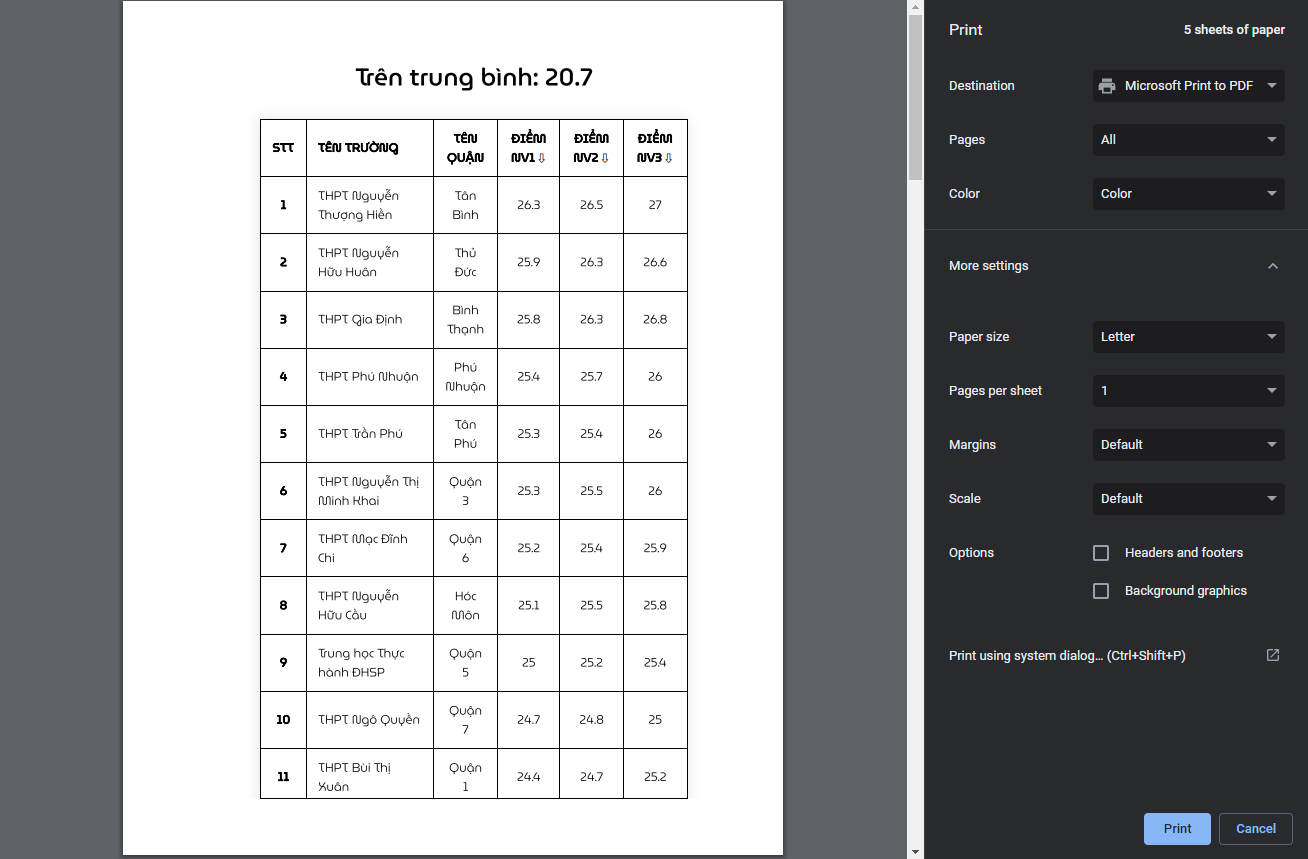 Trên trung bình: 20.7
STT TÊN TRƯỜNG TÊN QUẬN ĐIỂM NV1 ⇩ ĐIỂM NV2 ⇩ ĐIỂM NV3 ⇩
1 THPT Nguyễn Thượng Hiền Tân Bình 26.3 26.5 27
2 THPT Nguyễn Hữu Huân Thủ Đức 25.9 26.3 26.6
3 THPT Gia Định Bình Thạnh 25.8 26.3 26.8
4 THPT Phú Nhuận Phú Nhuận 25.4 25.7 26
5 THPT Trần Phú Tân Phú 25.3 25.4 26
6 THPT Nguyễn Thị Minh Khai Quận 3 25.3 25.5 26
7 THPT Mạc Đĩnh Chi Quận 6 25.2 25.4 25.9
8 THPT Nguyễn Hữu Cầu Hóc Môn 25.1 25.5 25.8
9 Trung học Thực hành ĐHSP Quận 5 25 25.2 25.4
10 THPT Ngô Quyền Quận 7 24.7 24.8 25
11 THPT Bùi Thị Xuân Quận 1 24.4 24.7 25.2
Print 5 sheets of paper
Destination Microsoft Print to PDF
Pages All
Color Color
More settings
Paper size Letter
Pages per sheet 1
Margins Default
Scale Default
Options Headers and footers
Background graphics
Print using system dialog... (Ctrl+Shift+P)
Print Cancel